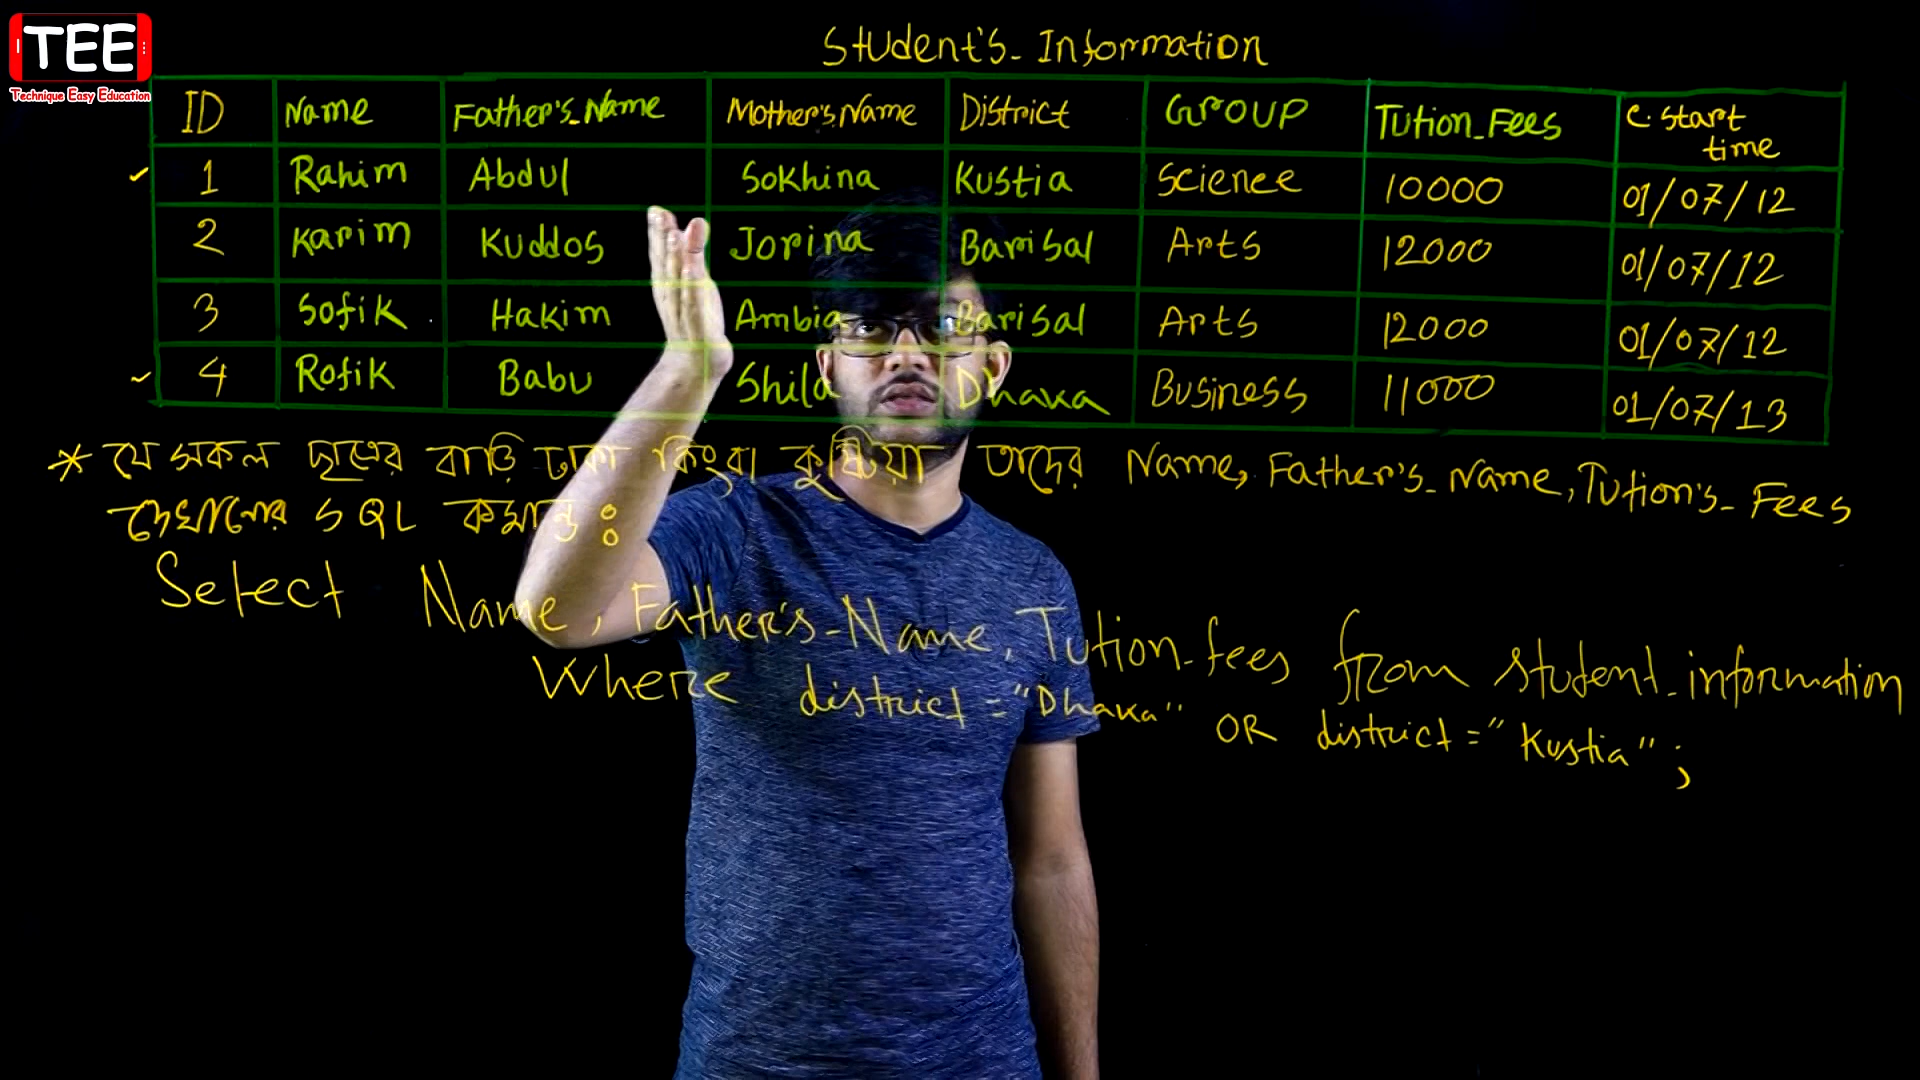 TEE
Technique Easy Education
Student's_Information
ID Name Father's_Name Mother's_Name District GROUP Tution_Fees C. Start time
1 Rahim Abdul Sokhina Kustia Science 10000 01/07/12
2 Karim Kuddos Jorina Barisal Arts 12000 01/07/12
3 Sofik Hakim Ambia Barisal Arts 12000 01/07/12
4 Rofik Babu Shila Dhaka Business 11000 01/07/13
* যে সকল ছাত্রের বাড়ি ঢাকা কিংবা কুষ্টিয়া তাদের Name, Father's_Name, Tution's_Fees
দেখানোর SQL কমান্ড :
Select Name, Father's_Name, Tution_fees from student_information
Where district = "Dhaka" OR district = "Kustia" ;